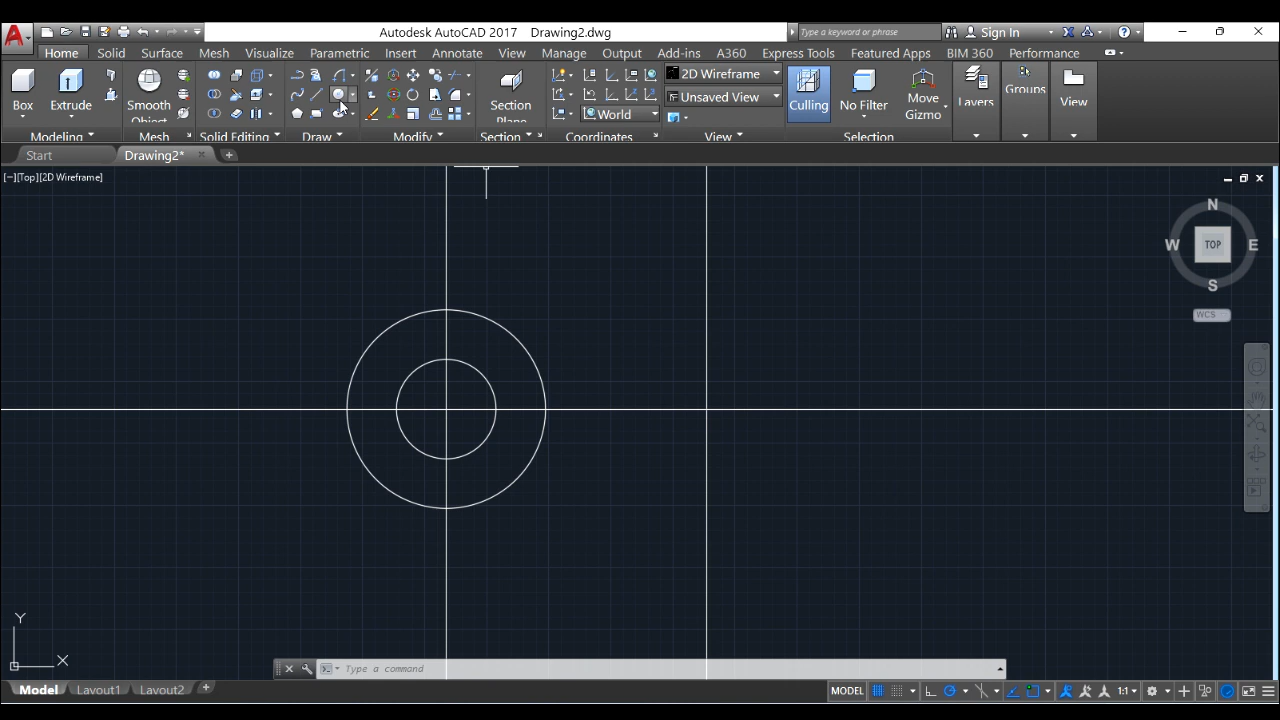 Autodesk AutoCAD 2017 Drawing2.dwg
Type a keyword or phrase
Sign In
Home Solid Surface Mesh Visualize Parametric Insert Annotate View Manage Output Add-ins A360 Express Tools Featured Apps BIM 360 Performance
2D Wireframe
Unsaved View
World
Box Extrude Smooth Object Section Plane Culling No Filter Move Gizmo Layers Groups View
Modeling Mesh Solid Editing Draw Modify Section Coordinates View Selection
Start Drawing2*
[−][Top][2D Wireframe]
N
W TOP E
S
WCS
Y
X
Type a command
Model Layout1 Layout2 MODEL 1:1